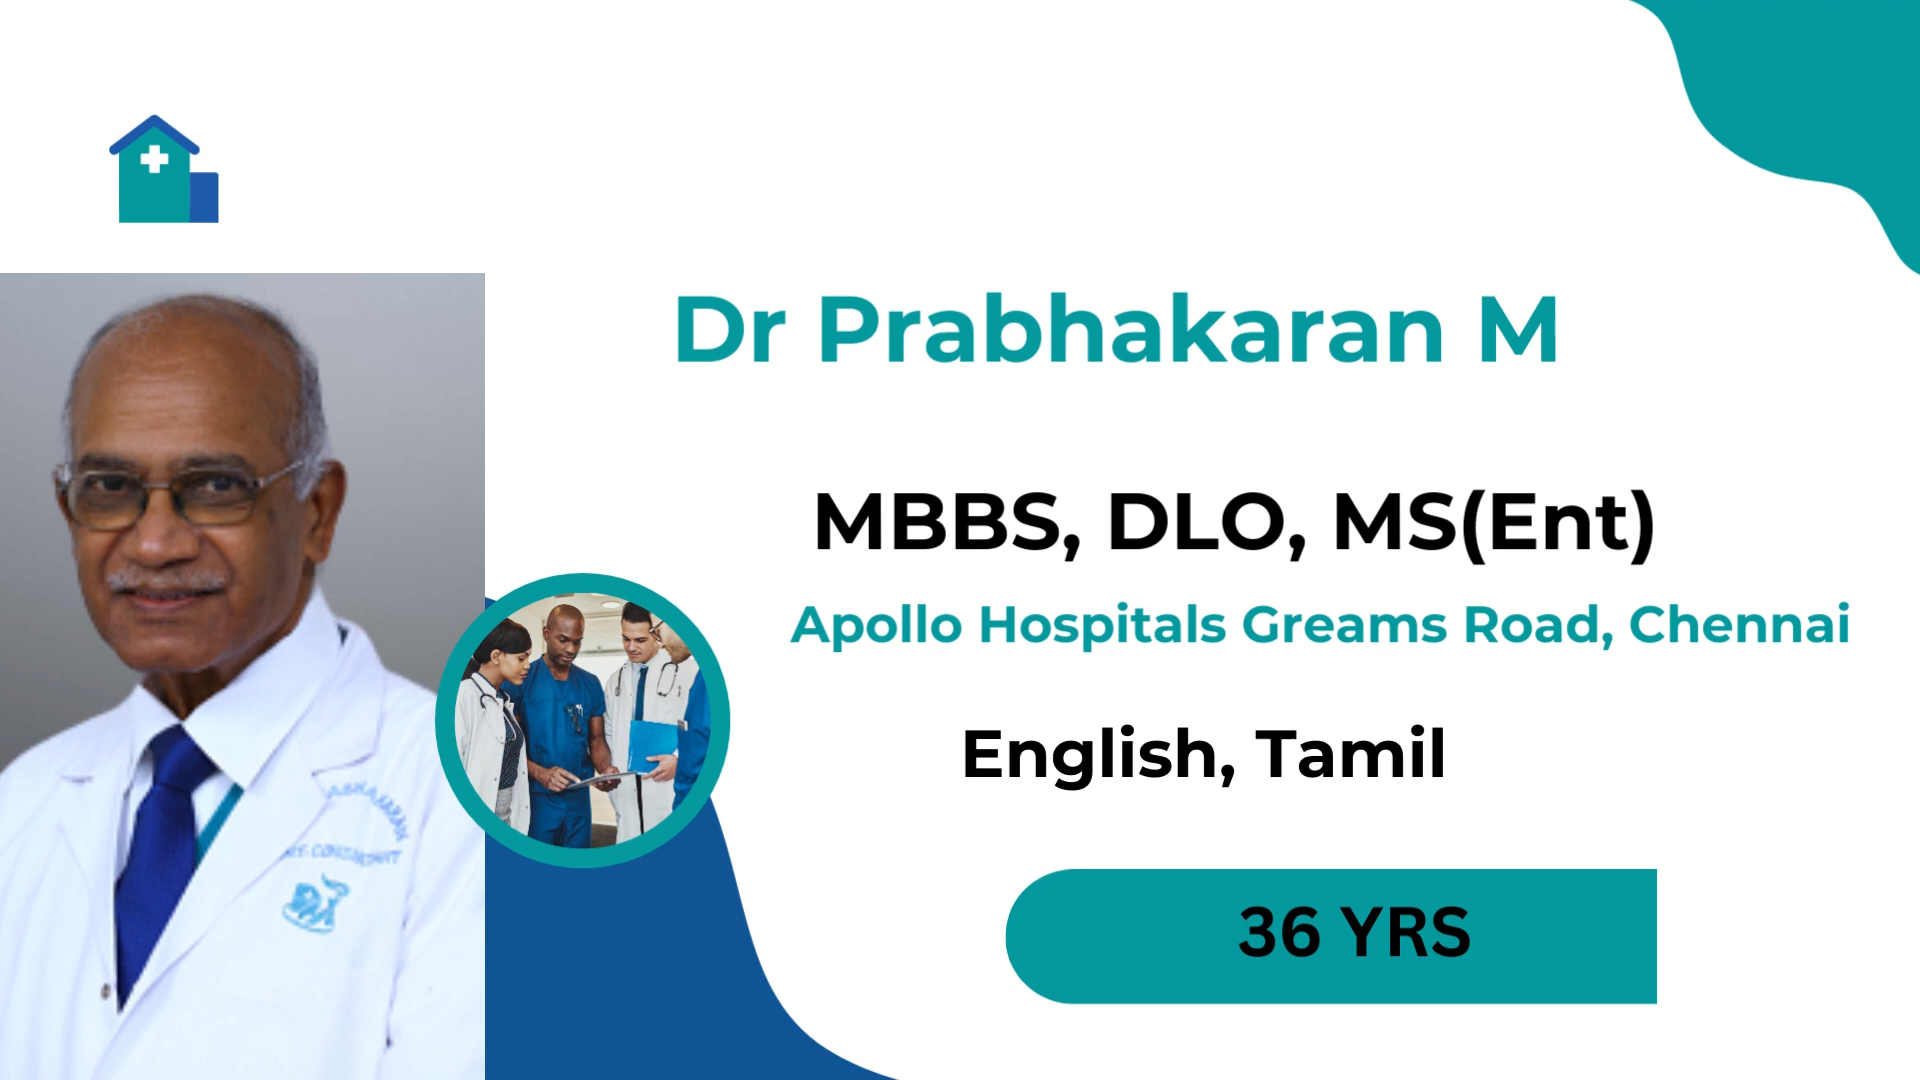 Dr Prabhakaran M
MBBS, DLO, MS(Ent)
Apollo Hospitals Greams Road, Chennai
English, Tamil
36 YRS